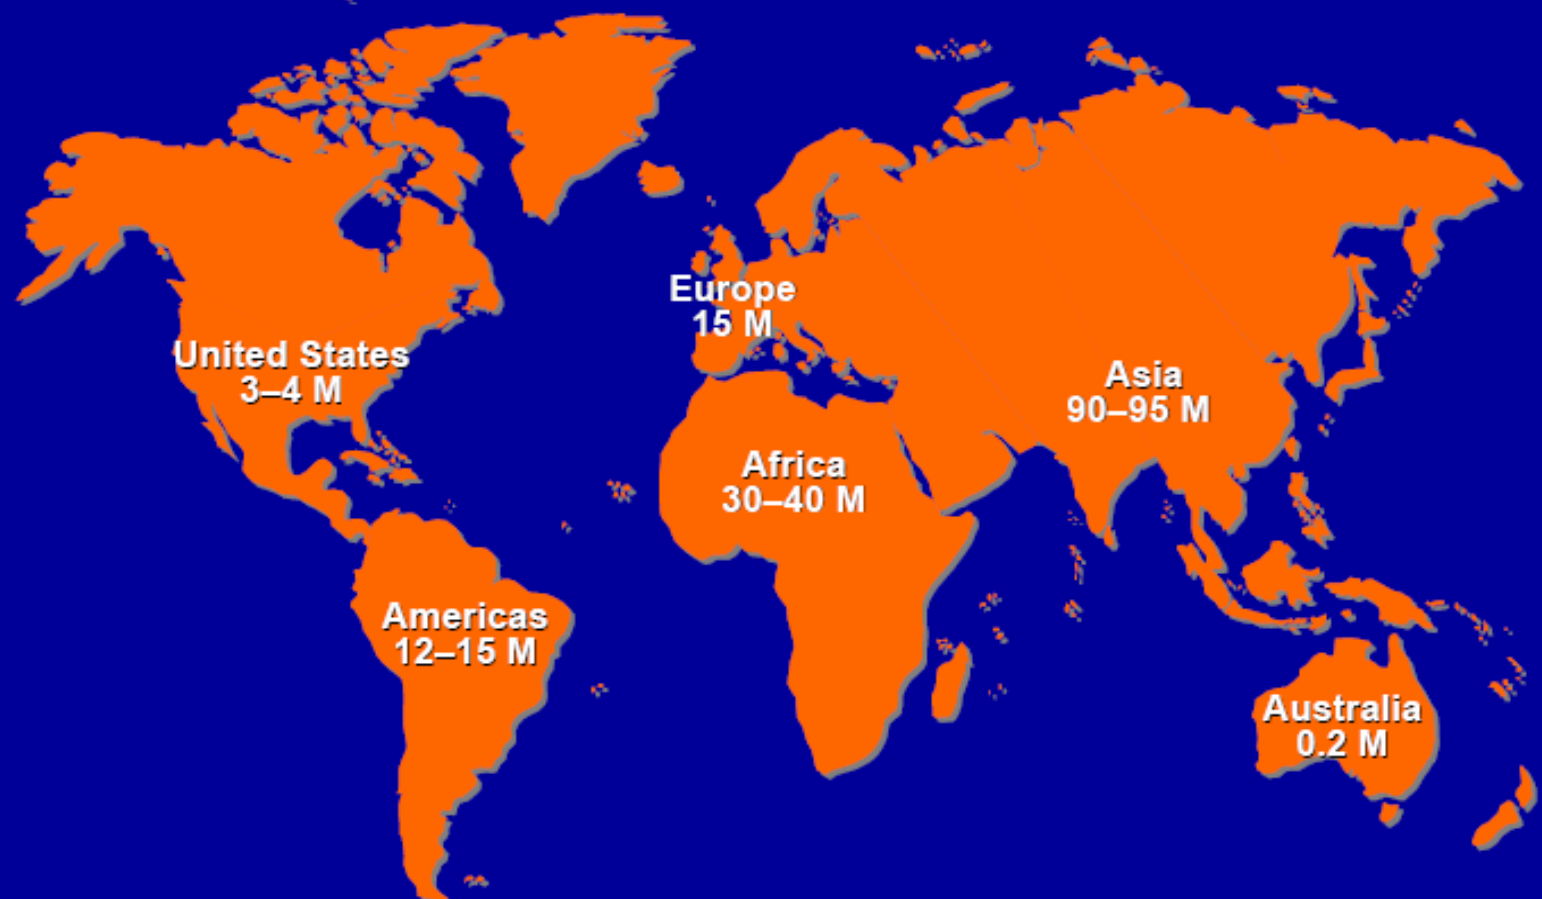 Europe
15 M
United States
3–4 M
Asia
90–95 M
Africa
30–40 M
Americas
12–15 M
Australia
0.2 M